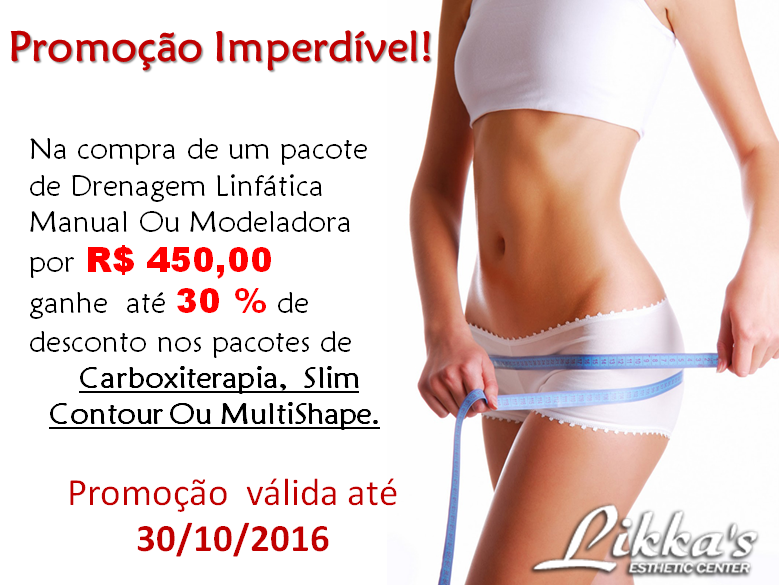 Promoção Imperdível!
Na compra de um pacote
de Drenagem Linfática
Manual Ou Modeladora
por R$ 450,00
ganhe até 30 % de
desconto nos pacotes de
Carboxiterapia, Slim
Contour Ou MultiShape.
Promoção válida até
30/10/2016
Likka's
ESTHETIC CENTER